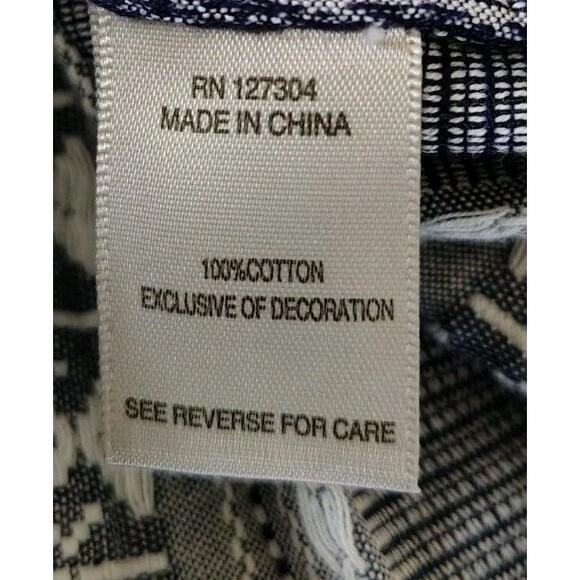 RN 127304
MADE IN CHINA
100%COTTON
EXCLUSIVE OF DECORATION
SEE REVERSE FOR CARE